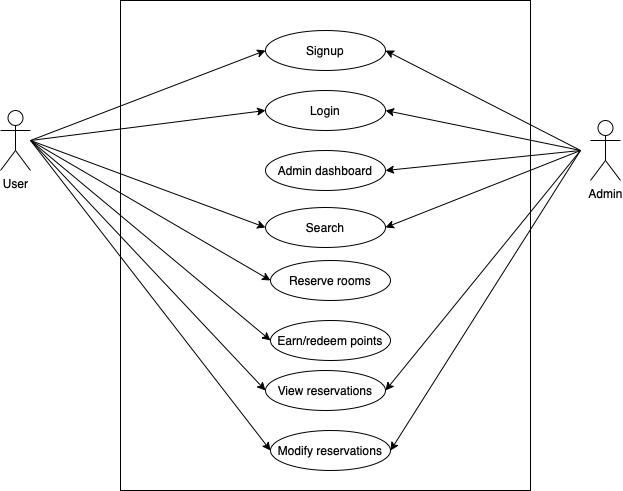 Signup
Login
Admin dashboard
User
Admin
Search
Reserve rooms
Earn/redeem points
View reservations
Modify reservations